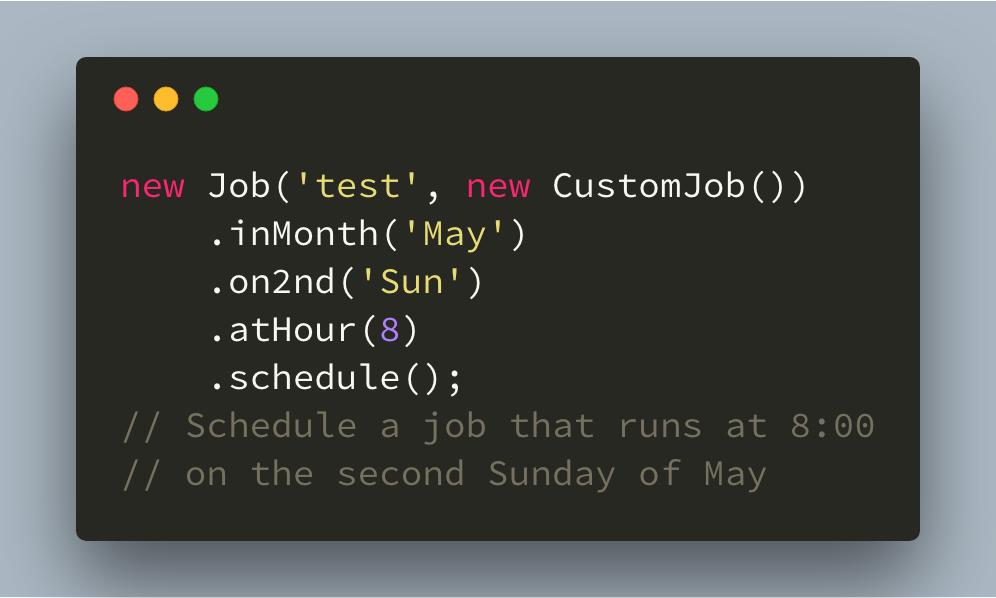 new Job('test', new CustomJob())
    .inMonth('May')
    .on2nd('Sun')
    .atHour(8)
    .schedule();
// Schedule a job that runs at 8:00
// on the second Sunday of May